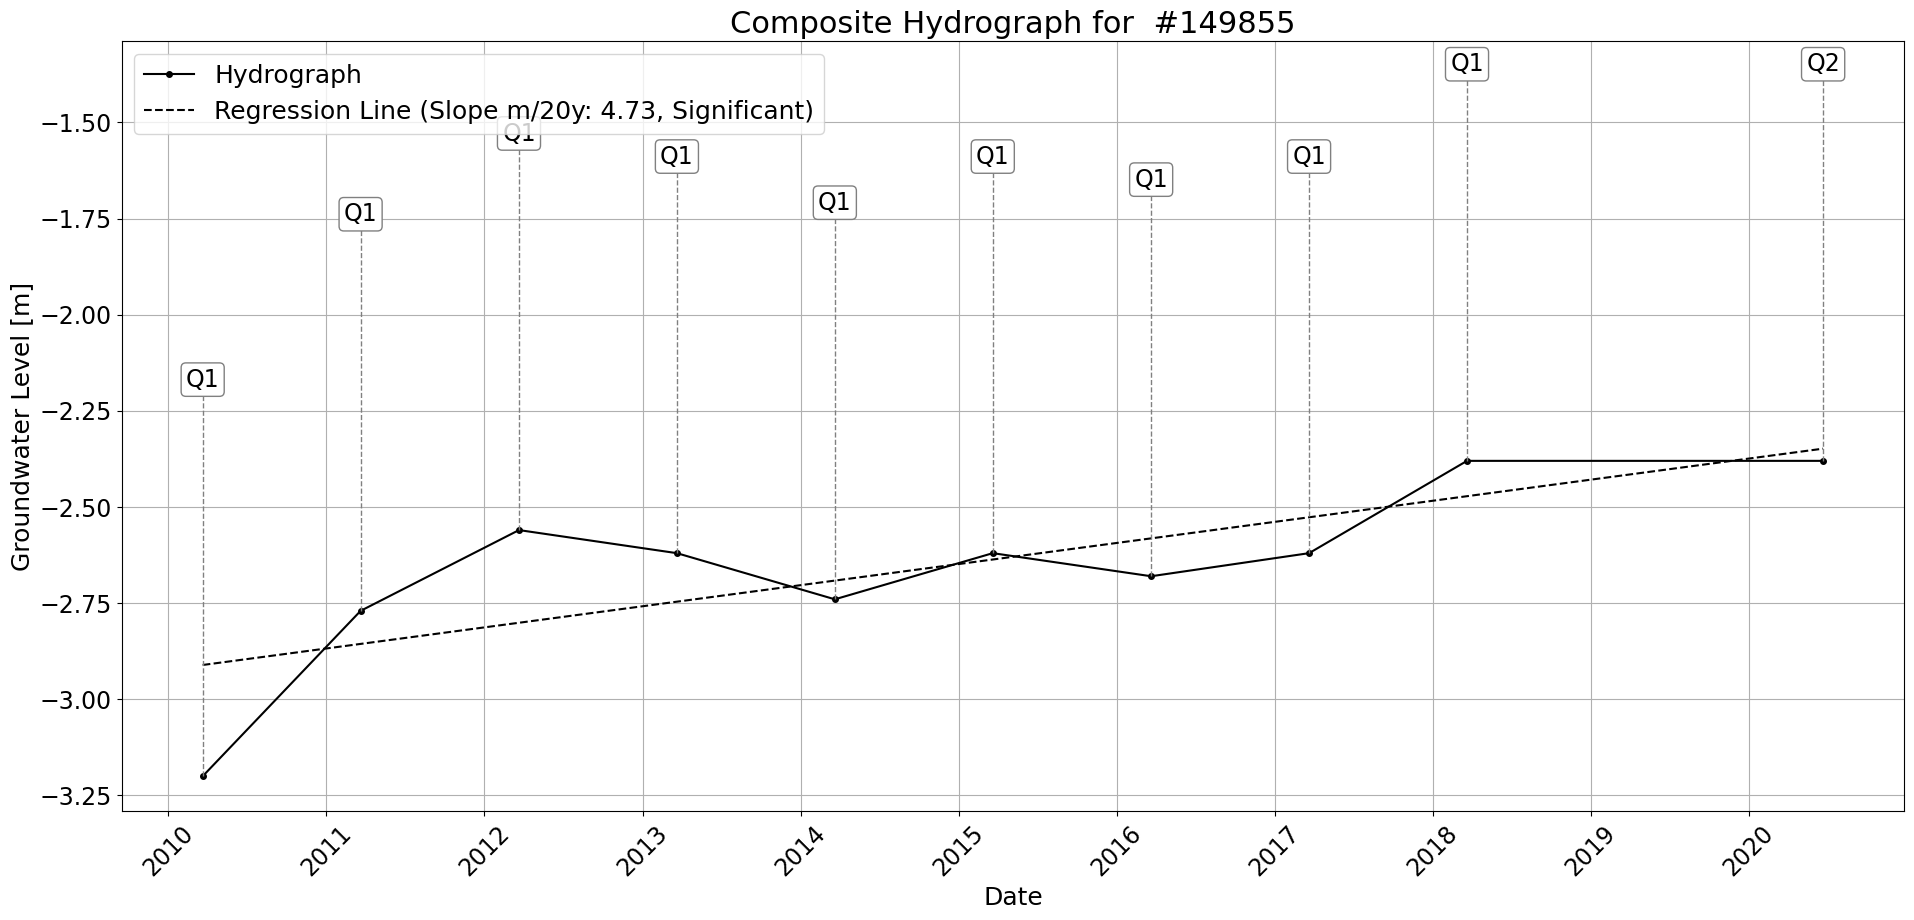 Composite Hydrograph for  #149855
Hydrograph
Regression Line (Slope m/20y: 4.73, Significant)
Q1
Q1
Q1
Q1
Q1
Q1
Q1
Q1
Q1
Q2
Groundwater Level [m]
−1.50
−1.75
−2.00
−2.25
−2.50
−2.75
−3.00
−3.25
2010
2011
2012
2013
2014
2015
2016
2017
2018
2019
2020
Date